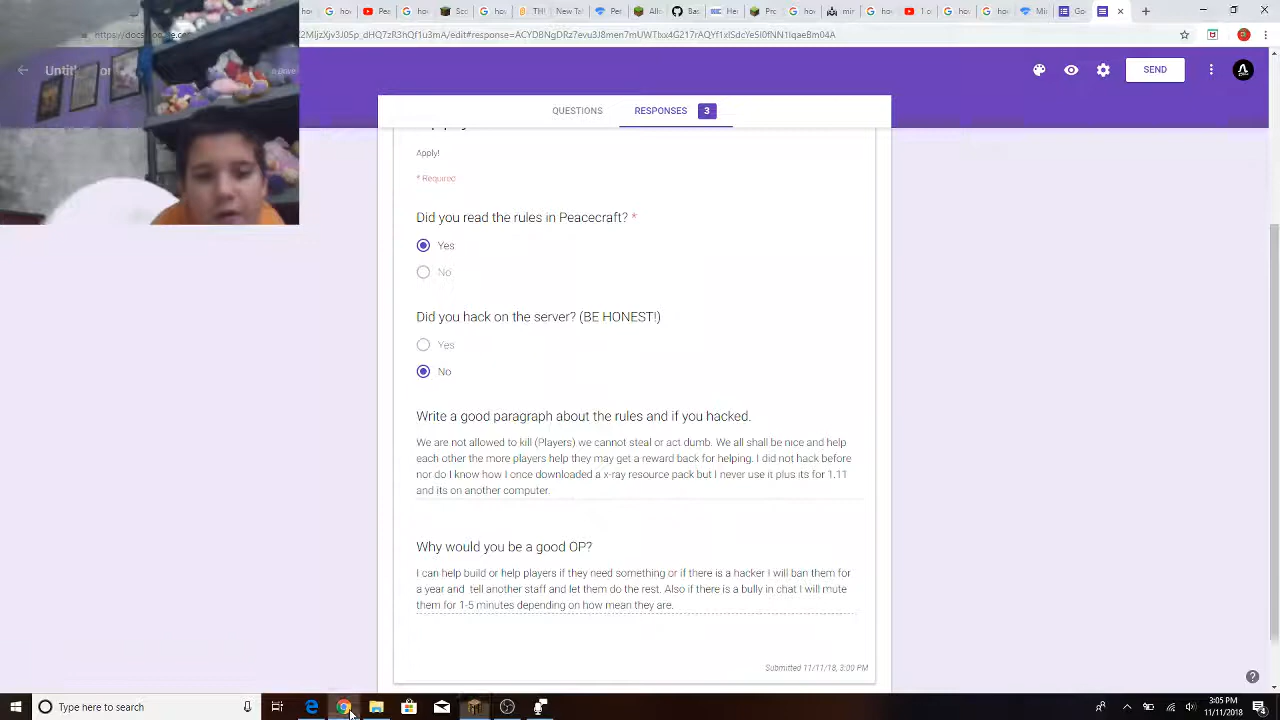 https://docs.
2MljzXjv3J05p_dHQ7zR3hQf1u3mA/edit#response=
SEND
QUESTIONS RESPONSES 3
Apply!
* Required
Did you read the rules in Peacecraft? *
Yes
No
Did you hack on the server? (BE HONEST!)
Yes
No
Write a good paragraph about the rules and if you hacked.
We are not allowed to kill (Players) we cannot steal or act dumb. We all shall be nice and help
each other the more players help they may get a reward back for helping. I did not hack before
nor do I know how I once downloaded a x-ray resource pack but I never use it plus its for 1.11
and its on another computer.
Why would you be a good OP?
I can help build or help players if they need something or if there is a hacker I will ban them for
a year and tell another staff and let them do the rest. Also if there is a bully in chat I will mute
them for 1-5 minutes depending on how mean they are.
Submitted 11/11/18, 3:00 PM
Type here to search
3:05 PM
11/11/2018